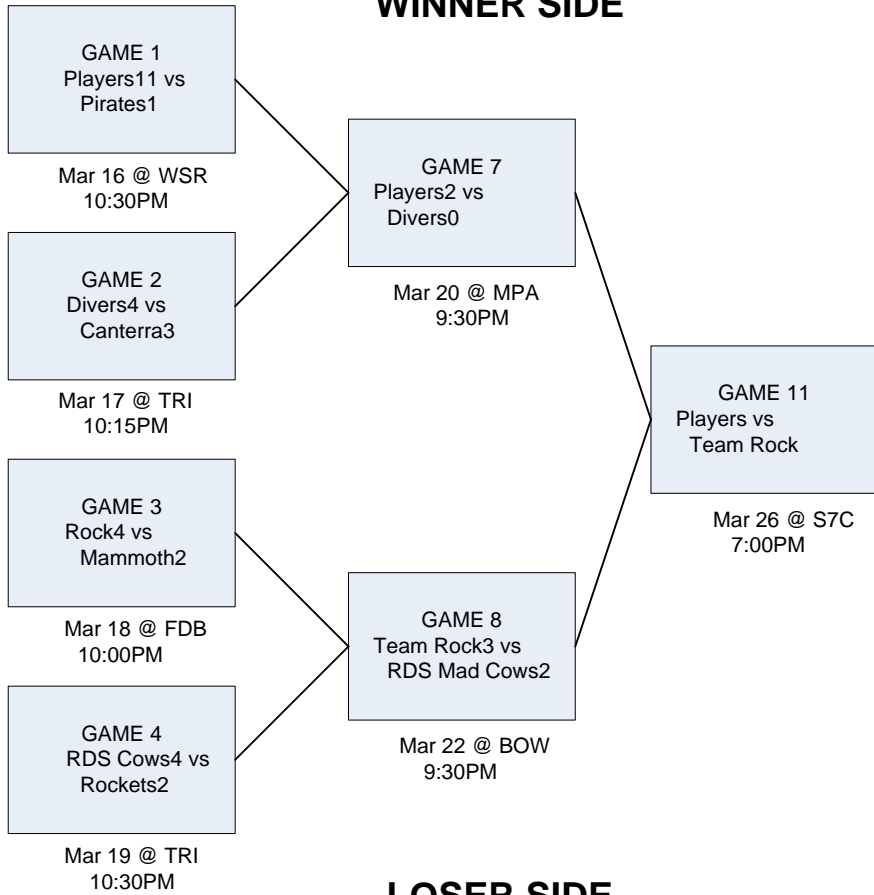 WINNER SIDE
GAME 1
Players11 vs
Pirates1
Mar 16 @ WSR
10:30PM
GAME 2
Divers4 vs
Canterra3
Mar 17 @ TRI
10:15PM
GAME 3
Rock4 vs
Mammoth2
Mar 18 @ FDB
10:00PM
GAME 4
RDS Cows4 vs
Rockets2
Mar 19 @ TRI
10:30PM
GAME 7
Players2 vs
Divers0
Mar 20 @ MPA
9:30PM
GAME 8
Team Rock3 vs
RDS Mad Cows2
Mar 22 @ BOW
9:30PM
GAME 11
Players vs
Team Rock
Mar 26 @ S7C
7:00PM
LOSER SIDE